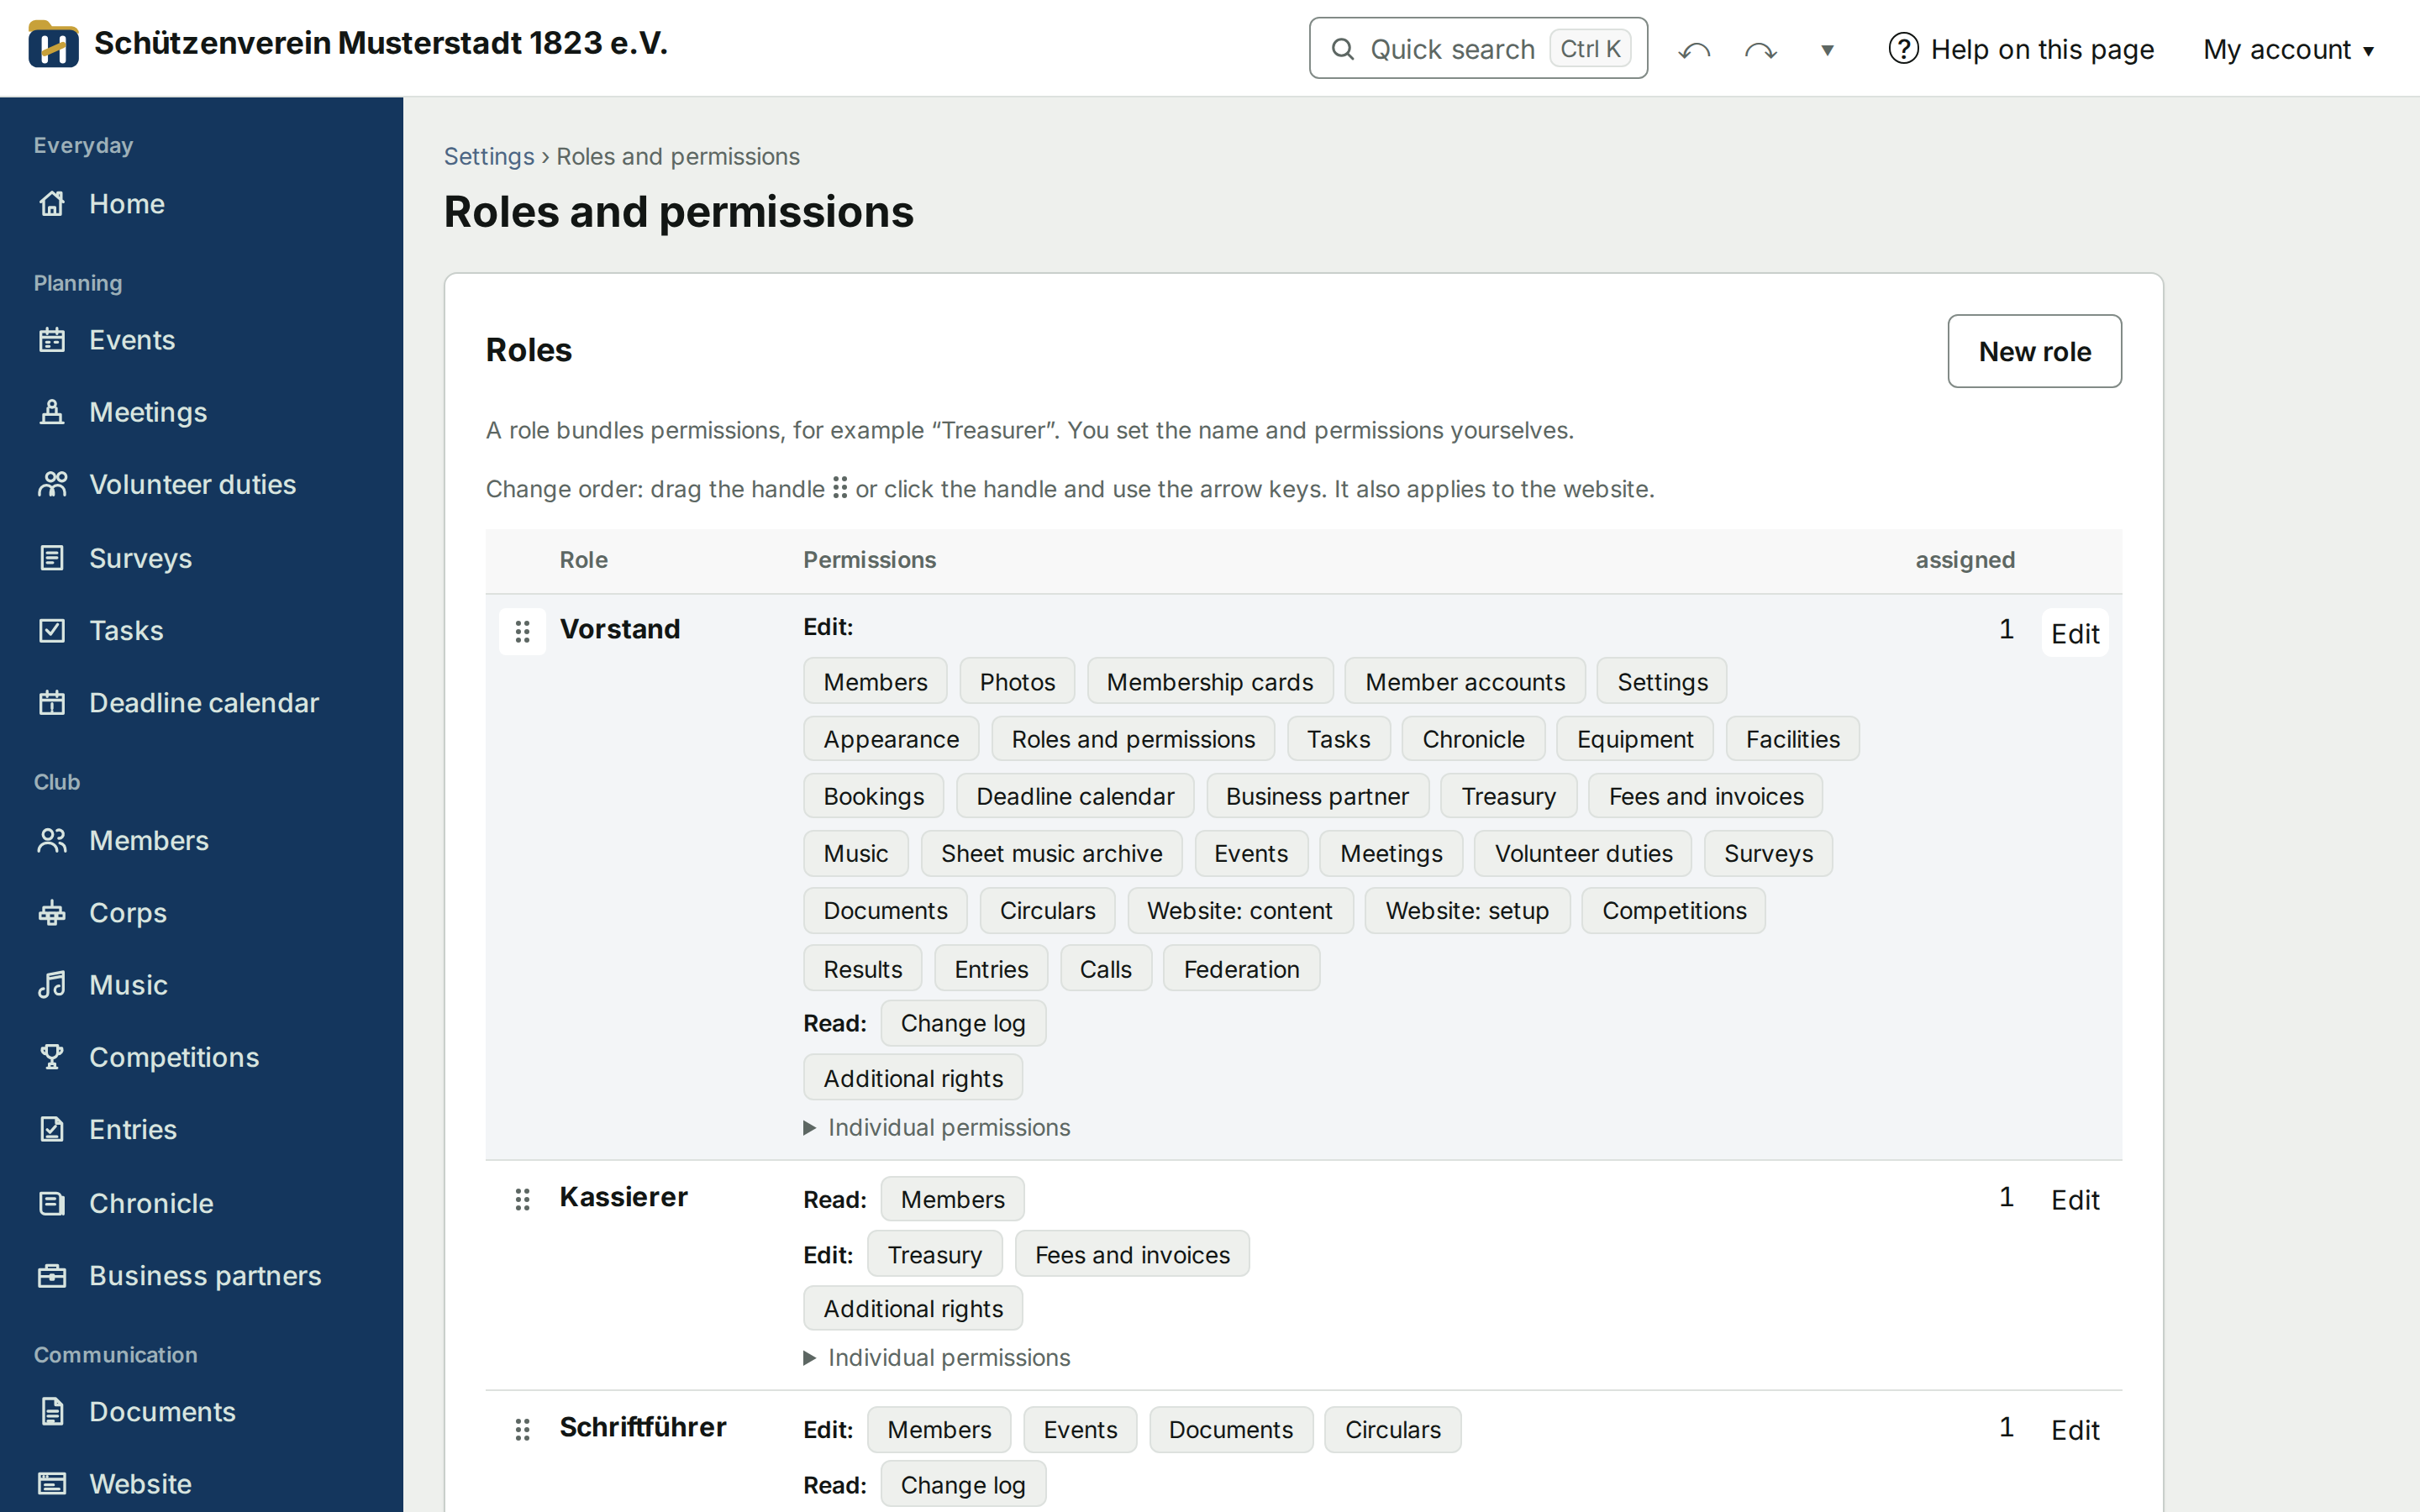 Schützenverein Musterstadt 1823 e.V.
Quick search Ctrl K
Help on this page
My account
Everyday
Home
Planning
Events
Meetings
Volunteer duties
Surveys
Tasks
Deadline calendar
Club
Members
Corps
Music
Competitions
Entries
Chronicle
Business partners
Communication
Documents
Website
Settings › Roles and permissions
Roles and permissions
Roles
New role
A role bundles permissions, for example “Treasurer”. You set the name and permissions yourselves.
Change order: drag the handle or click the handle and use the arrow keys. It also applies to the website.
Role Permissions assigned
Vorstand Edit: 1 Edit
Members Photos Membership cards Member accounts Settings
Appearance Roles and permissions Tasks Chronicle Equipment Facilities
Bookings Deadline calendar Business partner Treasury Fees and invoices
Music Sheet music archive Events Meetings Volunteer duties Surveys
Documents Circulars Website: content Website: setup Competitions
Results Entries Calls Federation
Read: Change log
Additional rights
Individual permissions
Kassierer Read: Members 1 Edit
Edit: Treasury Fees and invoices
Additional rights
Individual permissions
Schriftführer Edit: Members Events Documents Circulars 1 Edit
Read: Change log